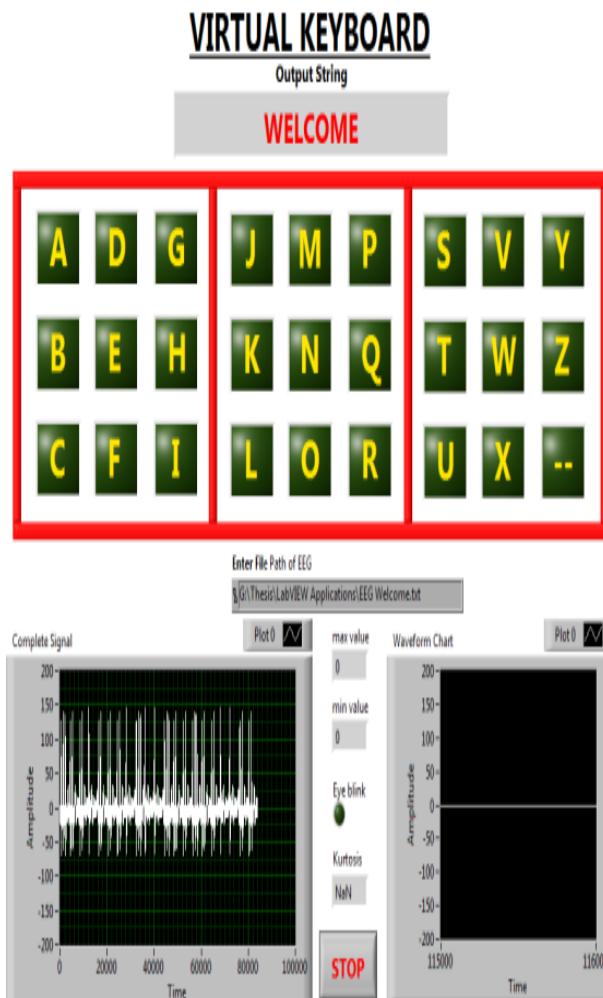 VIRTUAL KEYBOARD
Output String
WELCOME
A D G J M P S V Y
B E H K N Q T W Z
C F I L O R U X --
Enter File Path of EEG
G:\Thesis\LabVIEW Applications\EEG Welcome.txt
Complete Signal
Plot 0
200
150
100
50
0
-50
-100
-150
-200
Amplitude
0 20000 40000 60000 80000 100000
Time
max value
0
min value
0
Eye blink
Kurtosis
NaN
STOP
Waveform Chart
Plot 0
200
150
100
50
0
-50
-100
-150
-200
Amplitude
115000 1160
Time